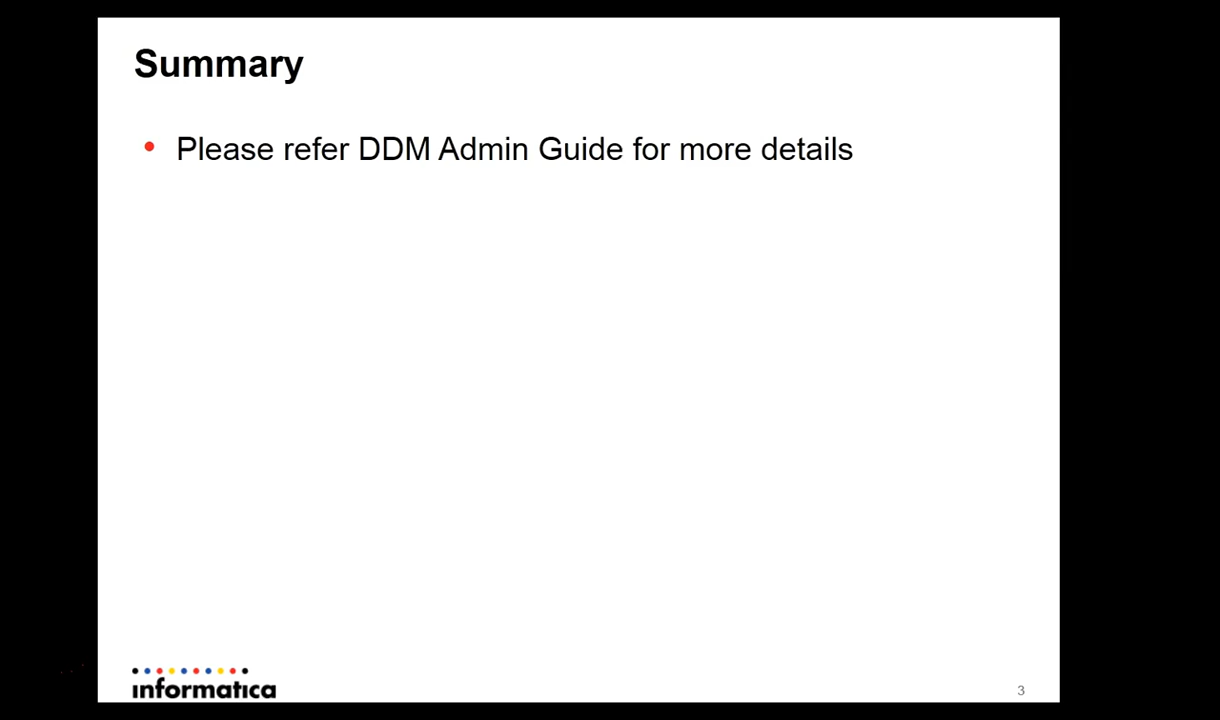 Summary
• Please refer DDM Admin Guide for more details
informatica
3